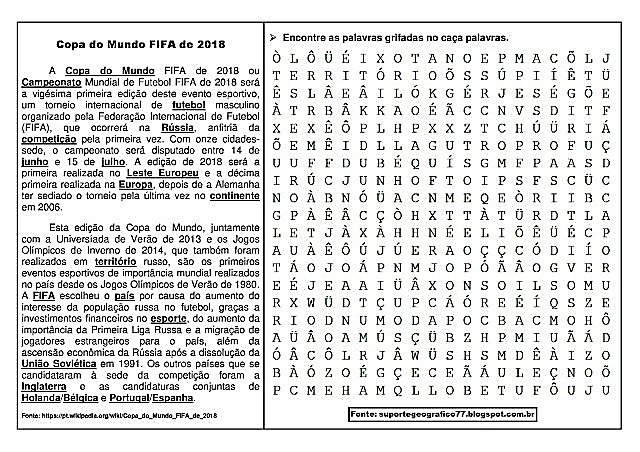 Copa do Mundo FIFA de 2018
A Copa do Mundo FIFA de 2018 ou
Campeonato Mundial de Futebol FIFA de 2018 será
a vigésima primeira edição deste evento esportivo,
um torneio internacional de futebol masculino
organizado pela Federação Internacional de Futebol
(FIFA), que ocorrerá na Rússia, anfitriã da
competição pela primeira vez. Com onze cidades-
sede, o campeonato será disputado entre 14 de
junho e 15 de julho. A edição de 2018 será a
primeira realizada no Leste Europeu e a décima
primeira realizada na Europa, depois de a Alemanha
ter sediado o torneio pela última vez no continente
em 2006.
Esta edição da Copa do Mundo, juntamente
com a Universiada de Verão de 2013 e os Jogos
Olímpicos de Inverno de 2014, que também foram
realizados em território russo, são os primeiros
eventos esportivos de importância mundial realizados
no país desde os Jogos Olímpicos de Verão de 1980.
A FIFA escolheu o país por causa do aumento do
interesse da população russa no futebol, graças a
investimentos financeiros no esporte, do aumento da
importância da Primeira Liga Russa e a migração de
jogadores estrangeiros para o país, além da
ascensão econômica da Rússia após a dissolução da
União Soviética em 1991. Os outros países que se
candidataram à sede da competição foram a
Inglaterra e as candidaturas conjuntas de
Holanda/Bélgica e Portugal/Espanha.
Fonte: https://pt.wikipedia.org/wiki/Copa_do_Mundo_FIFA_de_2018
➢ Encontre as palavras grifadas no caça palavras.
Ò L Ô Ü É I X O T A N O E P M A C Õ L J
T E R R I T Ó R I O Õ S S Ú P I Í Ê T Ü
Ê S L Ã E Â I L Ó K G É R J E S É G Õ E
À T R B Â K K A O É Ã C C N V S D I T F
X E X Ê Ô P L H P X X Z T C H Ú Ü R I Á
Õ E M Ê I D L L A G U T R O P R O F U Ç
U U F F D U B É Q U Í S G M F P A A S D
I R Ú C J U N H O F T O I P S F S C Ü C
N O À B N Ó Ü A C N M E Q E Ò R I I B C
G P À Ê Â C Ç Ò H X T T À T Ü R D T L A
L E T J À X À H H N É E L I Õ Ê Ü É C P
A U À Ê Ô Ú J Ú E R A O Ç Ç C Ó D I Í O
T Á O J O Á P N M J O P Ó Ã Â O G V E R
E É J E A A I Ü Â X O N S O I L S O M U
R X W Ü D T Ç U P C Á Ó R E É Í Q S Z E
R I O D N U M O D A P O C B A C M O H Ô
A Ü Â O A M Ú S Ç Ü B Z H P M I U Ã Á D
Ó Â C Ô L R J Â W Ü S H S M D Ê À I Z O
B À Ó Z O É G Ç E C E Ã Á U L E Ç N O Õ
P C M E H A M Q L L O B E T U F Ô U J U
Fonte: suportegeografico77.blogspot.com.br